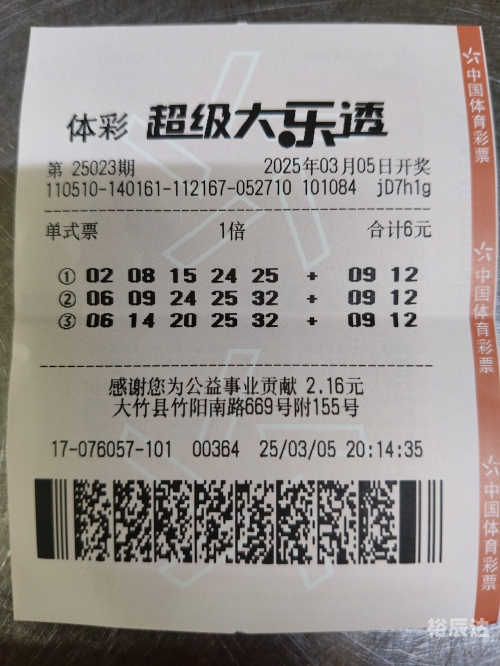 体彩 超级大乐透
第 25023期 2025年03月05日开奖
110510-140161-112167-052710 101084 jD7h1g
单式票 1倍 合计6元
① 02 08 15 24 25 + 09 12
② 06 09 24 25 32 + 09 12
③ 06 14 20 25 32 + 09 12
感谢您为公益事业贡献 2.16元
大竹县竹阳南路669号附155号
17-076057-101 00364 25/03/05 20:14:35
中国体育彩票
中国体育彩票
中国体育彩票
裕辰达